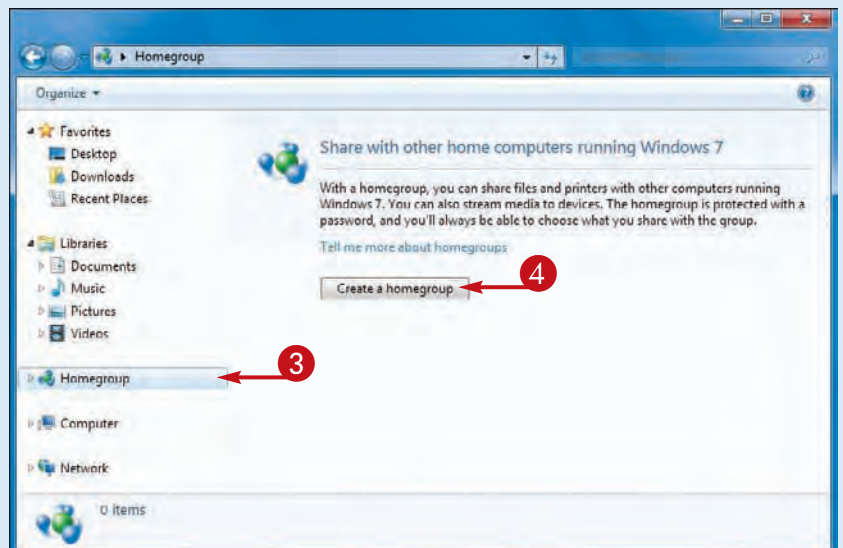 Homegroup
Organize
Favorites
Desktop
Downloads
Recent Places
Libraries
Documents
Music
Pictures
Videos
Homegroup
3
Computer
Network
Share with other home computers running Windows 7
With a homegroup, you can share files and printers with other computers running
Windows 7. You can also stream media to devices. The homegroup is protected with a
password, and you'll always be able to choose what you share with the group.
Tell me more about homegroups
Create a homegroup
4
0 items